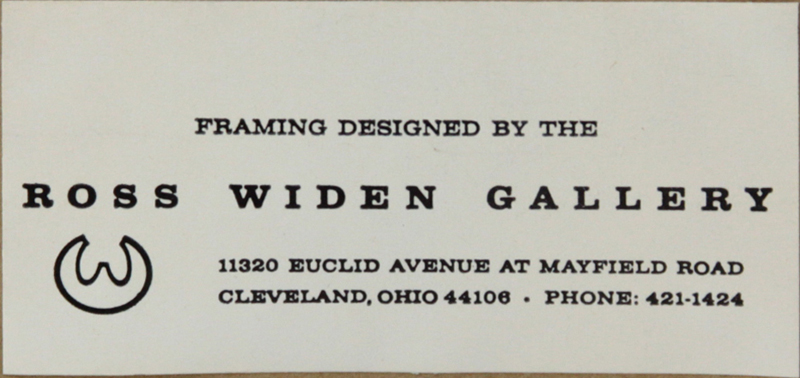 FRAMING DESIGNED BY THE
ROSS WIDEN GALLERY
11320 EUCLID AVENUE AT MAYFIELD ROAD
CLEVELAND, OHIO 44106 • PHONE: 421-1424